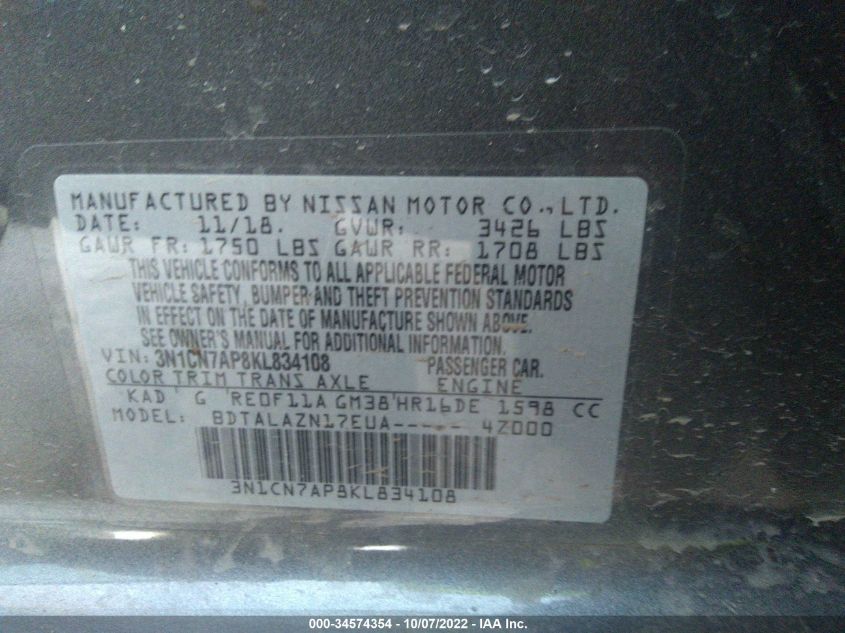 MANUFACTURED BY NISSAN MOTOR CO.,LTD.
DATE: 11/18. GVWR: 3426 LBS
GAWR FR: 1750 LBS GAWR RR: 1708 LBS
THIS VEHICLE CONFORMS TO ALL APPLICABLE FEDERAL MOTOR
VEHICLE SAFETY, BUMPER AND THEFT PREVENTION STANDARDS
IN EFFECT ON THE DATE OF MANUFACTURE SHOWN ABOVE.
SEE OWNER'S MANUAL FOR ADDITIONAL INFORMATION.
VIN: 3N1CN7AP8KL834108 PASSENGER CAR.
COLOR TRIM TRANS AXLE ENGINE
KAD G RE0F11A GM38 HR16DE 1598 CC
MODEL: BDTALAZN17EUA----- 4Z000
3N1CN7AP8KL834108
000-34574354 - 10/07/2022 - IAA Inc.